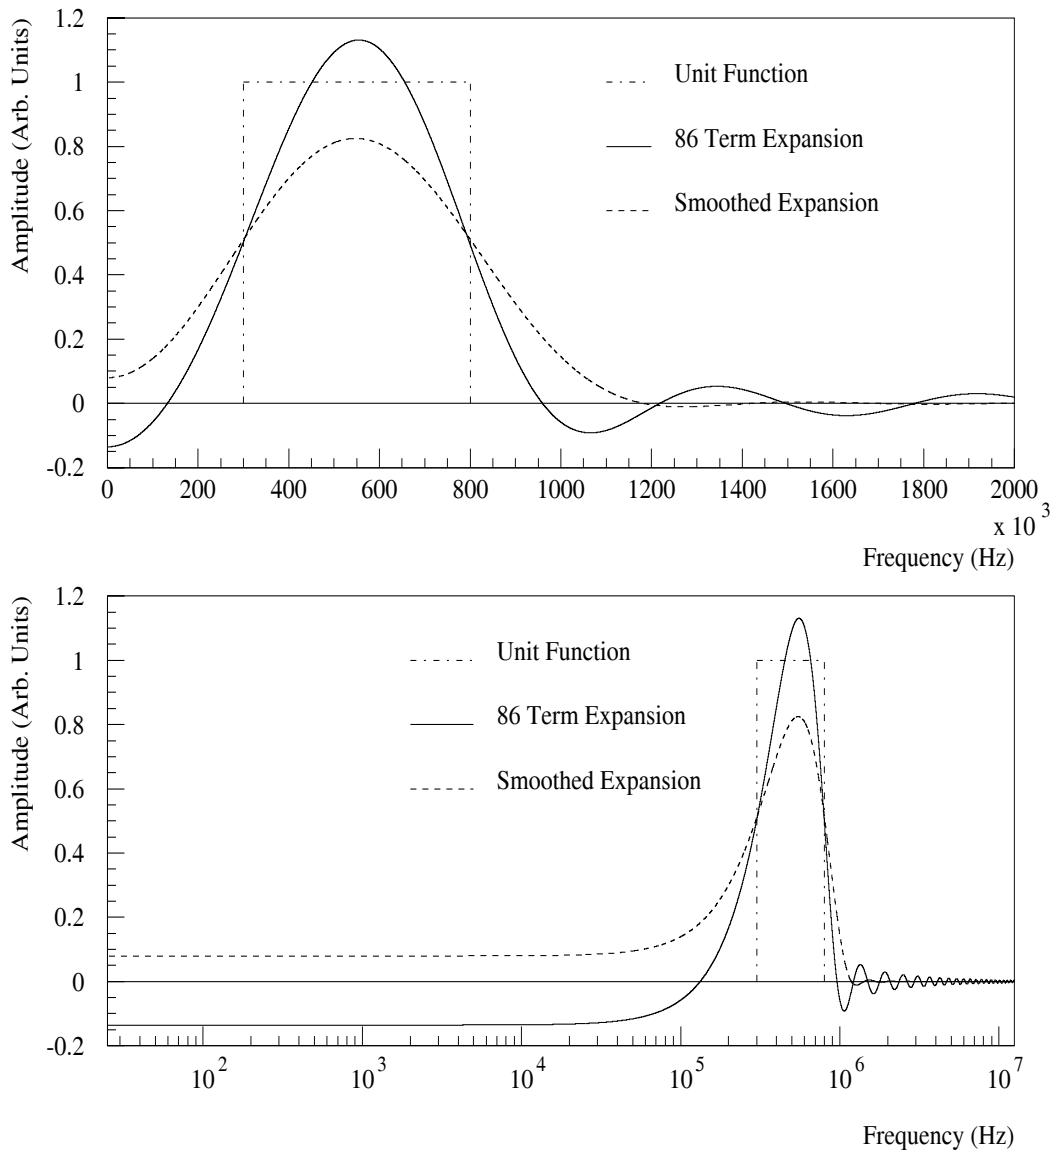 Amplitude (Arb. Units)
1.2
1
0.8
0.6
0.4
0.2
0
-0.2
Unit Function
86 Term Expansion
Smoothed Expansion
0 200 400 600 800 1000 1200 1400 1600 1800 2000
x 10^3
Frequency (Hz)
Amplitude (Arb. Units)
1.2
1
0.8
0.6
0.4
0.2
0
-0.2
Unit Function
86 Term Expansion
Smoothed Expansion
10^2 10^3 10^4 10^5 10^6 10^7
Frequency (Hz)